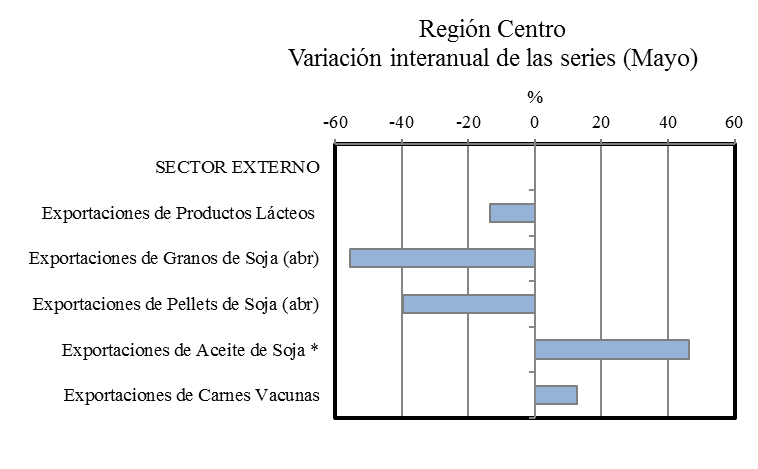 Región Centro
Variación interanual de las series (Mayo)
%
-60 -40 -20 0 20 40 60
SECTOR EXTERNO
Exportaciones de Productos Lácteos
Exportaciones de Granos de Soja (abr)
Exportaciones de Pellets de Soja (abr)
Exportaciones de Aceite de Soja *
Exportaciones de Carnes Vacunas